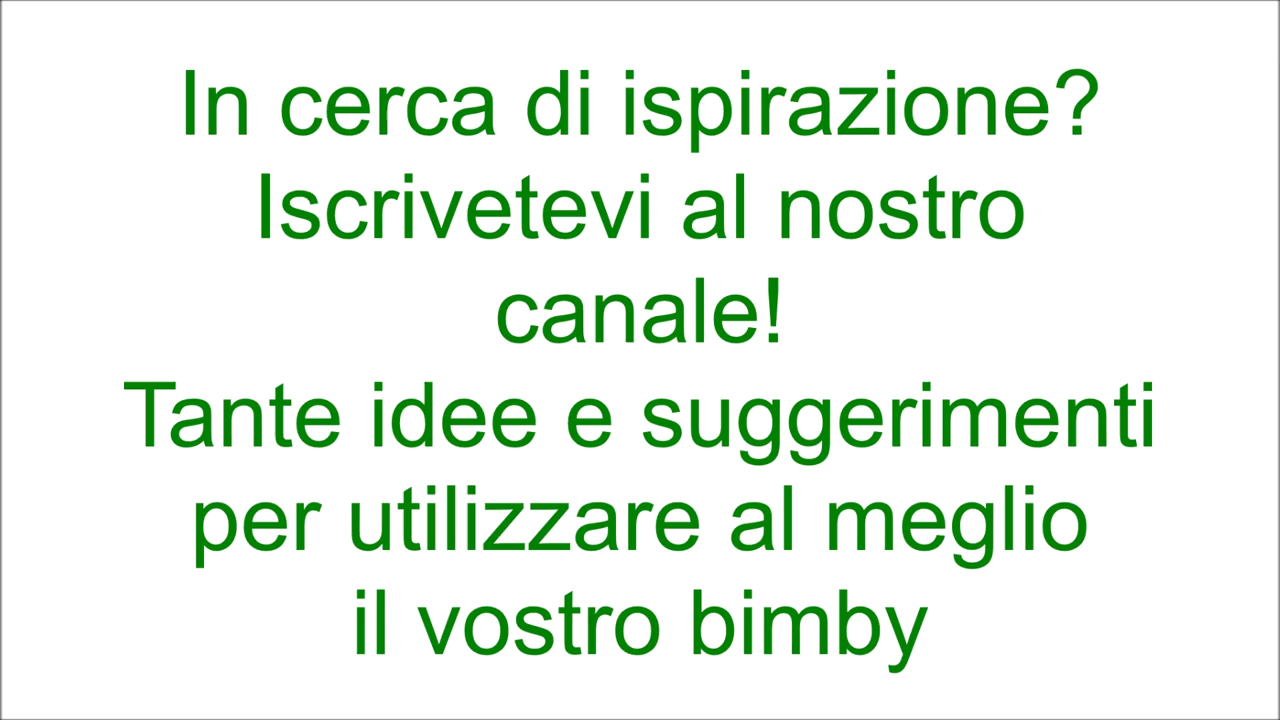 In cerca di ispirazione?
Iscrivetevi al nostro
canale!
Tante idee e suggerimenti
per utilizzare al meglio
il vostro bimby